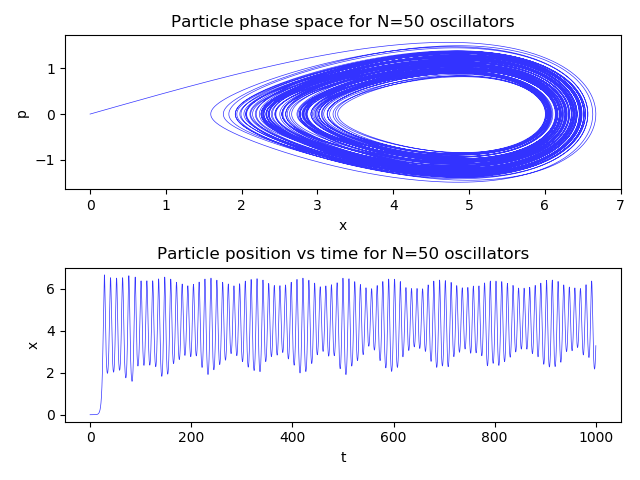 Particle phase space for N=50 oscillators
1
0
−1
p
0 1 2 3 4 5 6 7
x
Particle position vs time for N=50 oscillators
6
4
2
0
x
0 200 400 600 800 1000
t